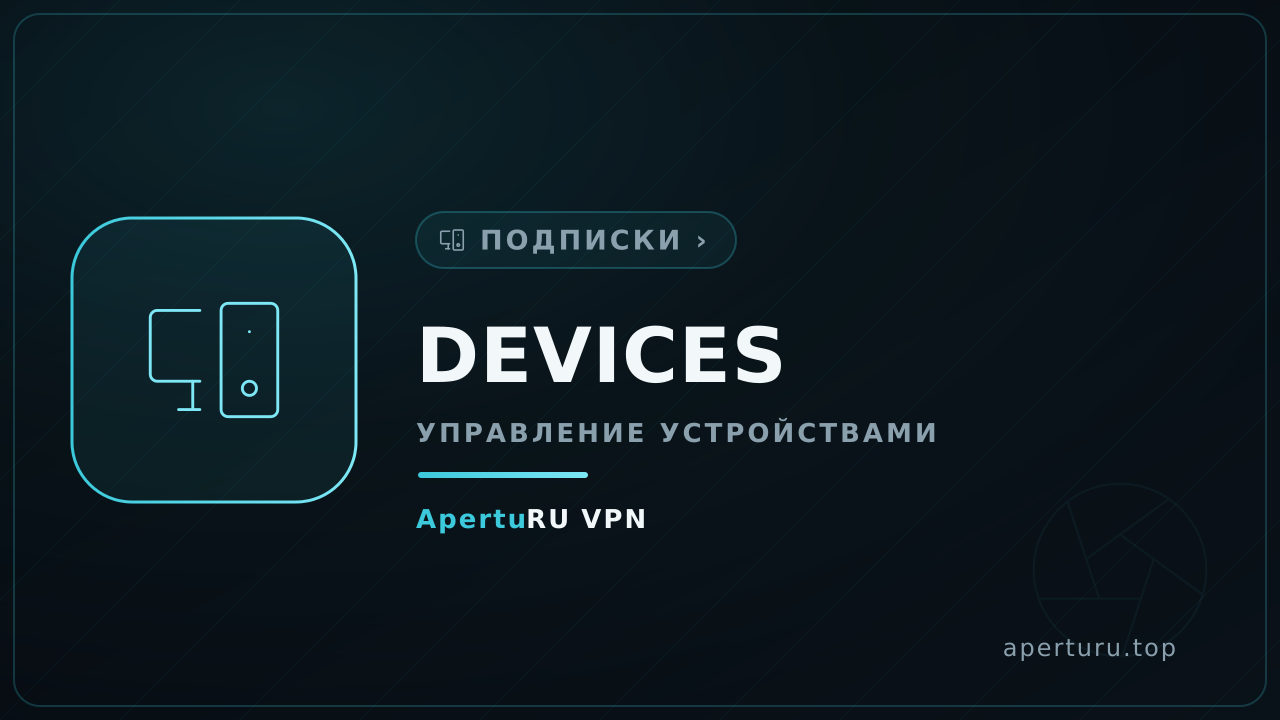 ПОДПИСКИ ›
DEVICES
УПРАВЛЕНИЕ УСТРОЙСТВАМИ
ApertuRU VPN
aperturu.top